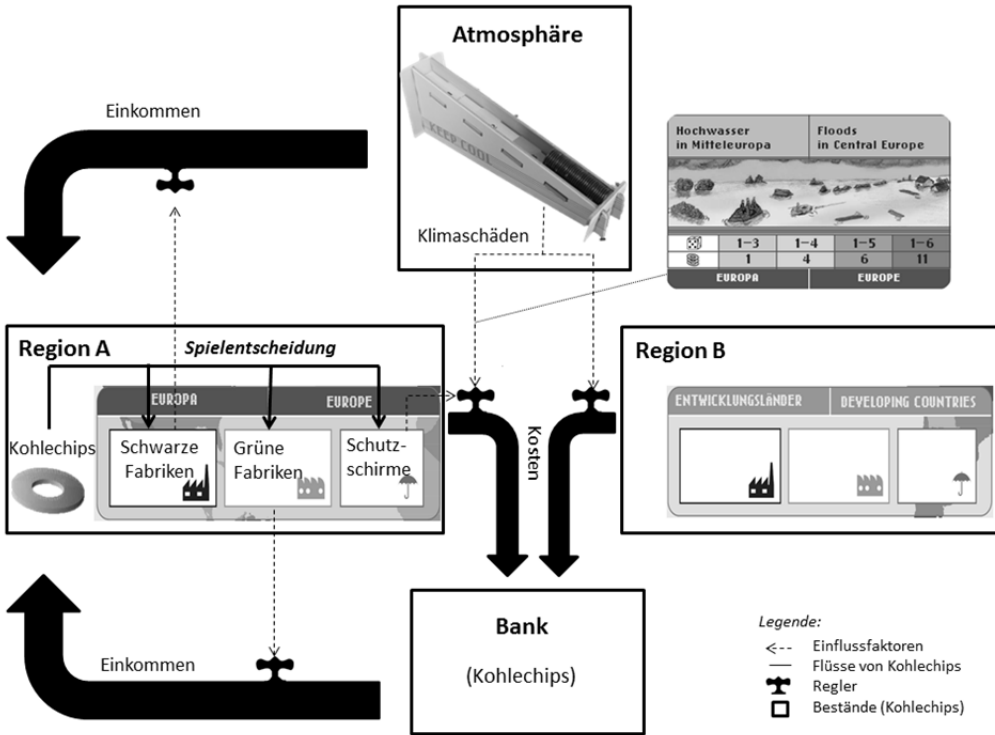 Atmosphäre
KEEP COOL
Klimaschäden
Einkommen
Hochwasser
in Mitteleuropa
Floods
in Central Europe
1–3 1–4 1–5 1–6
1 4 6 11
EUROPA EUROPE
Region A
Spielentscheidung
EUROPA EUROPE
Kohlechips
Schwarze
Fabriken
Grüne
Fabriken
Schutz-
schirme
Kosten
Region B
ENTWICKLUNGSLÄNDER DEVELOPING COUNTRIES
Einkommen
Bank
(Kohlechips)
Legende:
Einflussfaktoren
Flüsse von Kohlechips
Regler
Bestände (Kohlechips)